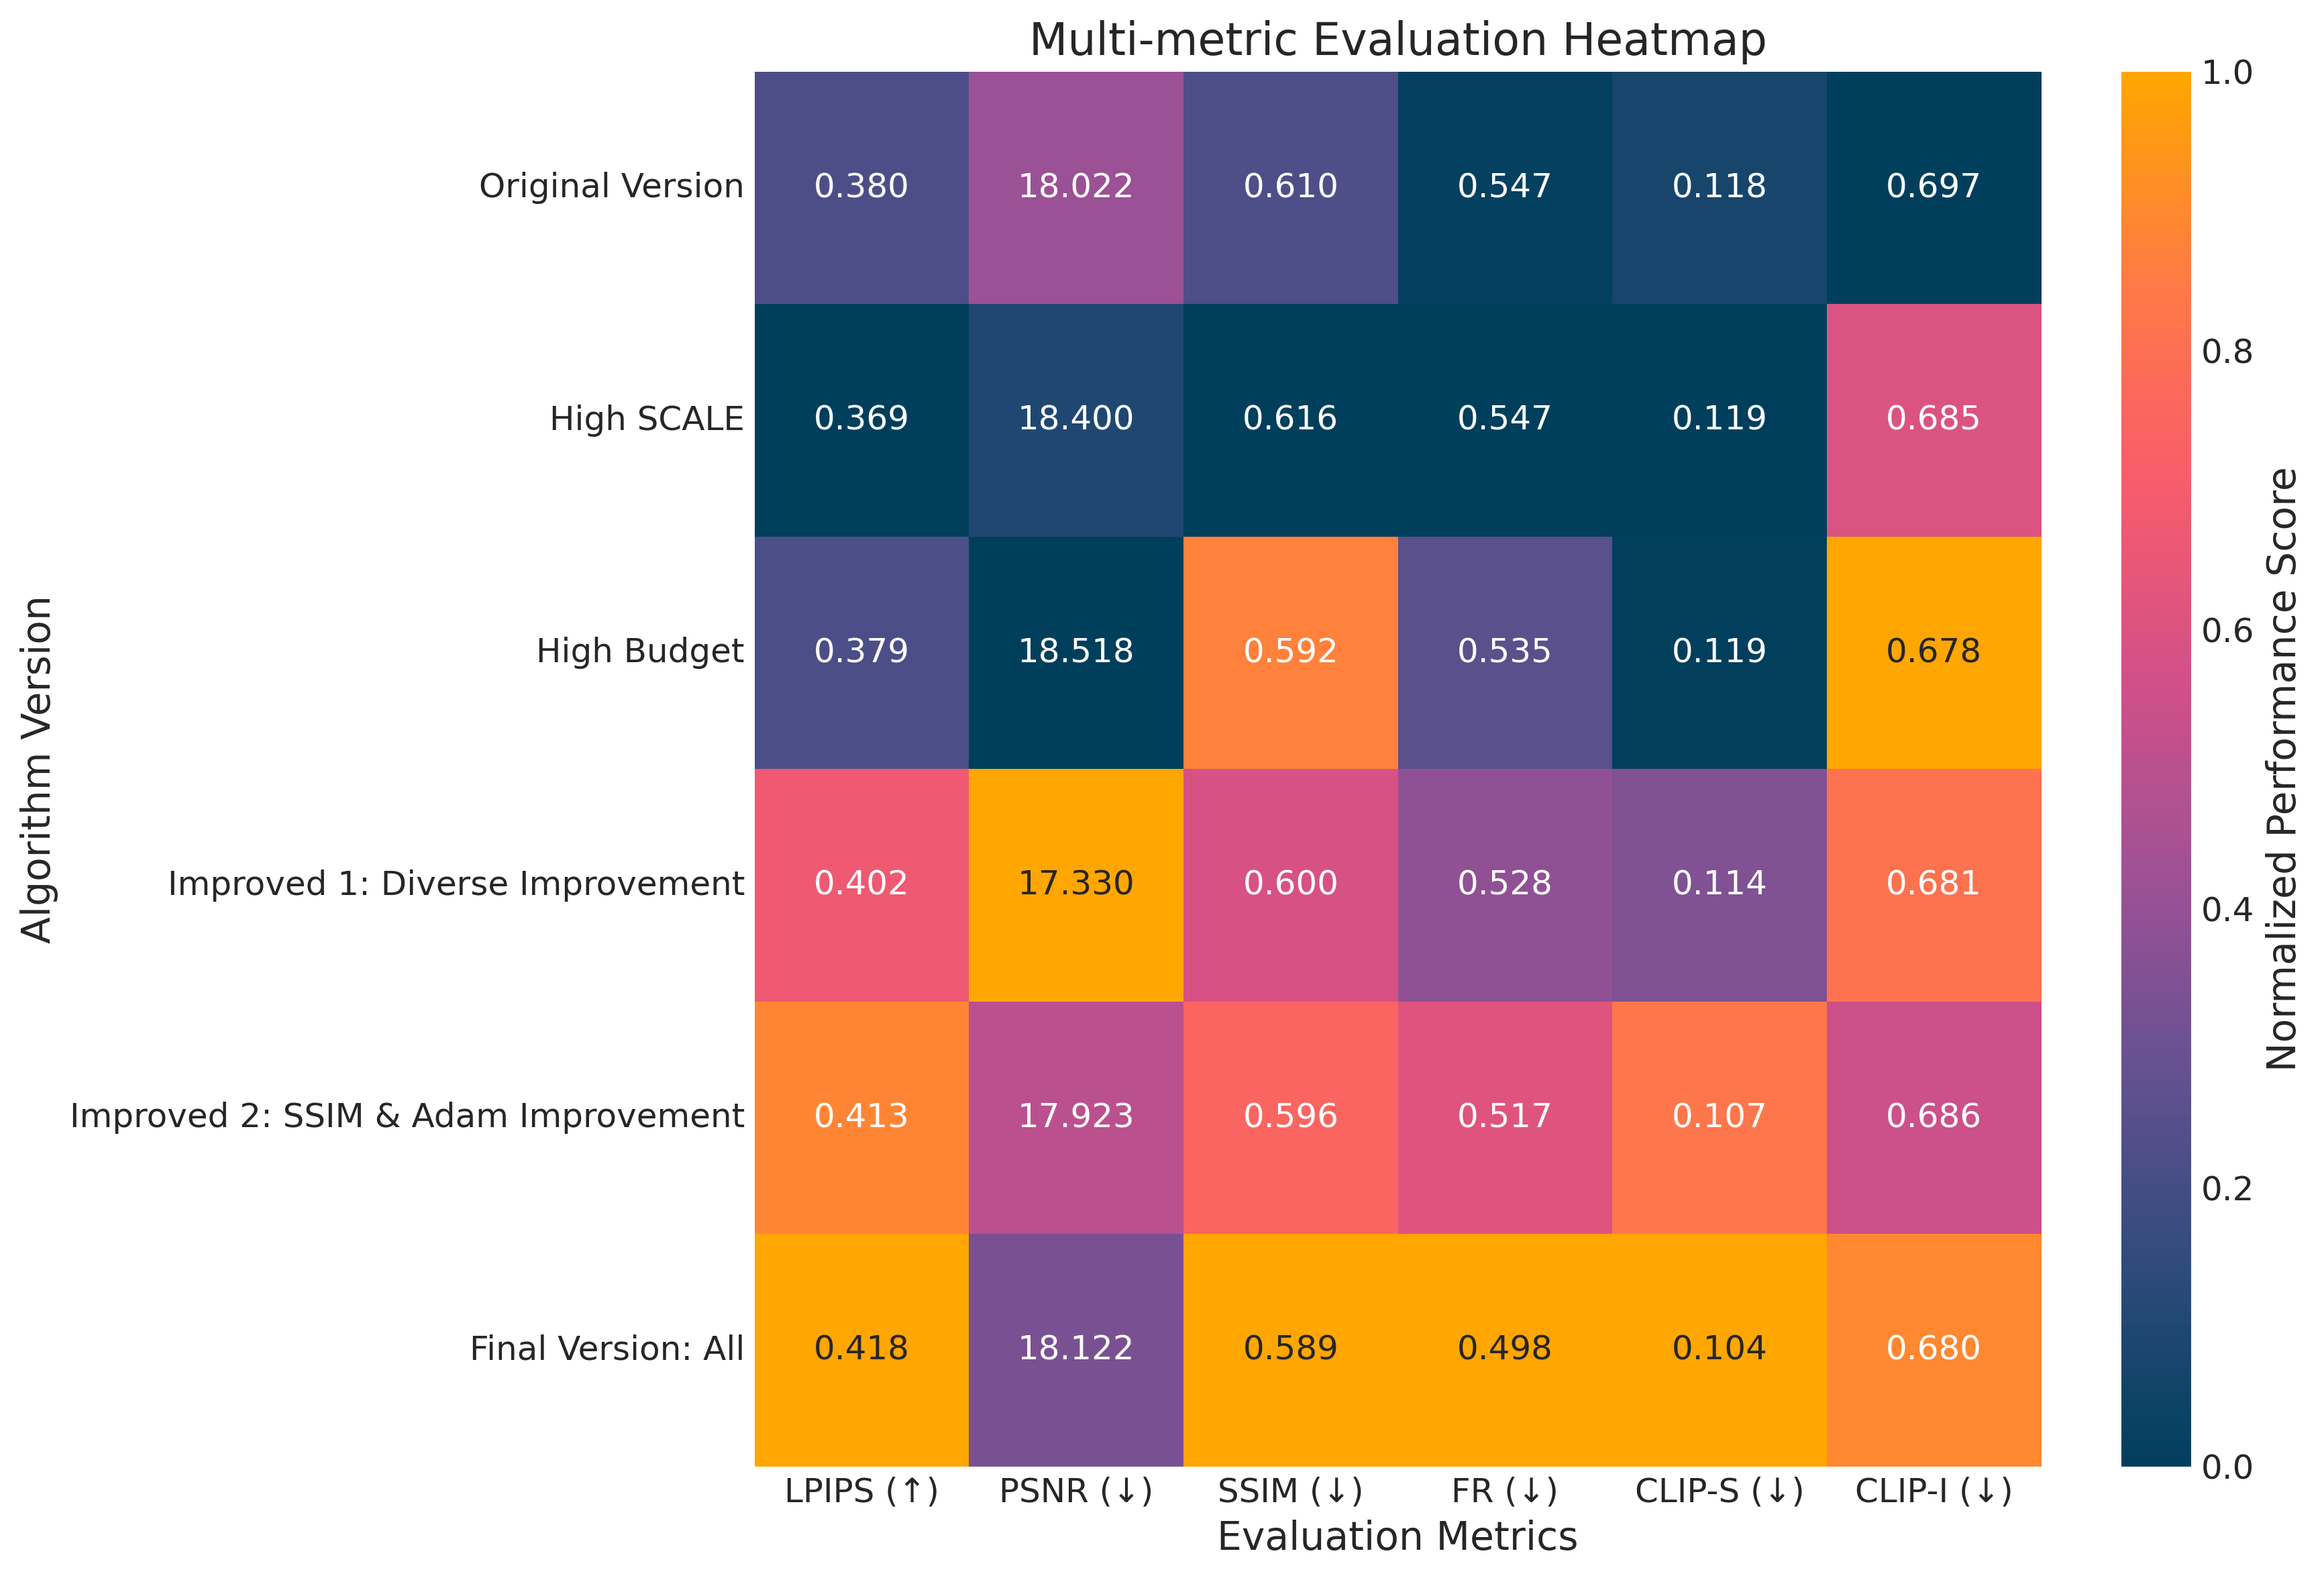 Multi-metric Evaluation Heatmap
Algorithm Version
Original Version 0.380 18.022 0.610 0.547 0.118 0.697
High SCALE 0.369 18.400 0.616 0.547 0.119 0.685
High Budget 0.379 18.518 0.592 0.535 0.119 0.678
Improved 1: Diverse Improvement 0.402 17.330 0.600 0.528 0.114 0.681
Improved 2: SSIM & Adam Improvement 0.413 17.923 0.596 0.517 0.107 0.686
Final Version: All 0.418 18.122 0.589 0.498 0.104 0.680
LPIPS (↑) PSNR (↓) SSIM (↓) FR (↓) CLIP-S (↓) CLIP-I (↓)
Evaluation Metrics
1.0
0.8
0.6
0.4
0.2
0.0
Normalized Performance Score